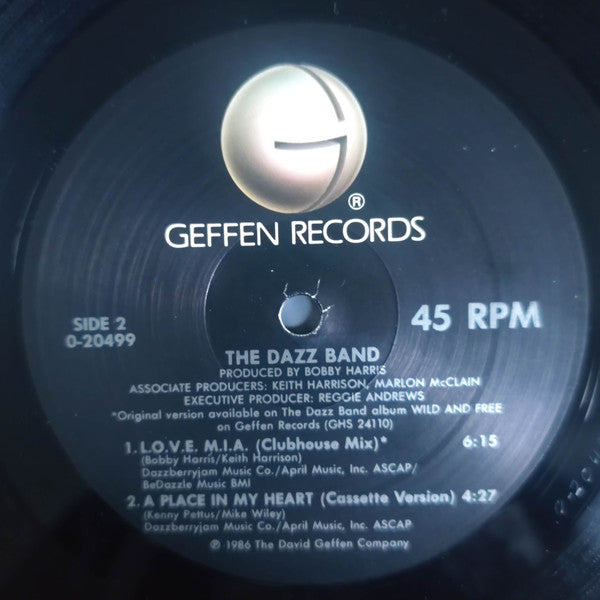 ®
GEFFEN RECORDS
SIDE 2
0-20499
45 RPM
THE DAZZ BAND
PRODUCED BY BOBBY HARRIS
ASSOCIATE PRODUCERS: KEITH HARRISON, MARLON McCLAIN
EXECUTIVE PRODUCER: REGGIE ANDREWS
*Original version available on The Dazz Band album WILD AND FREE
on Geffen Records (GHS 24110)
1. L.O.V.E. M.I.A. (Clubhouse Mix)* 6:15
(Bobby Harris/Keith Harrison)
Dazzberryjam Music Co./April Music, Inc. ASCAP/
BeDazzle Music BMI
2. A PLACE IN MY HEART (Cassette Version) 4:27
(Kenny Pettus/Mike Wiley)
Dazzberryjam Music Co./April Music, Inc. ASCAP
℗ 1986 The David Geffen Company